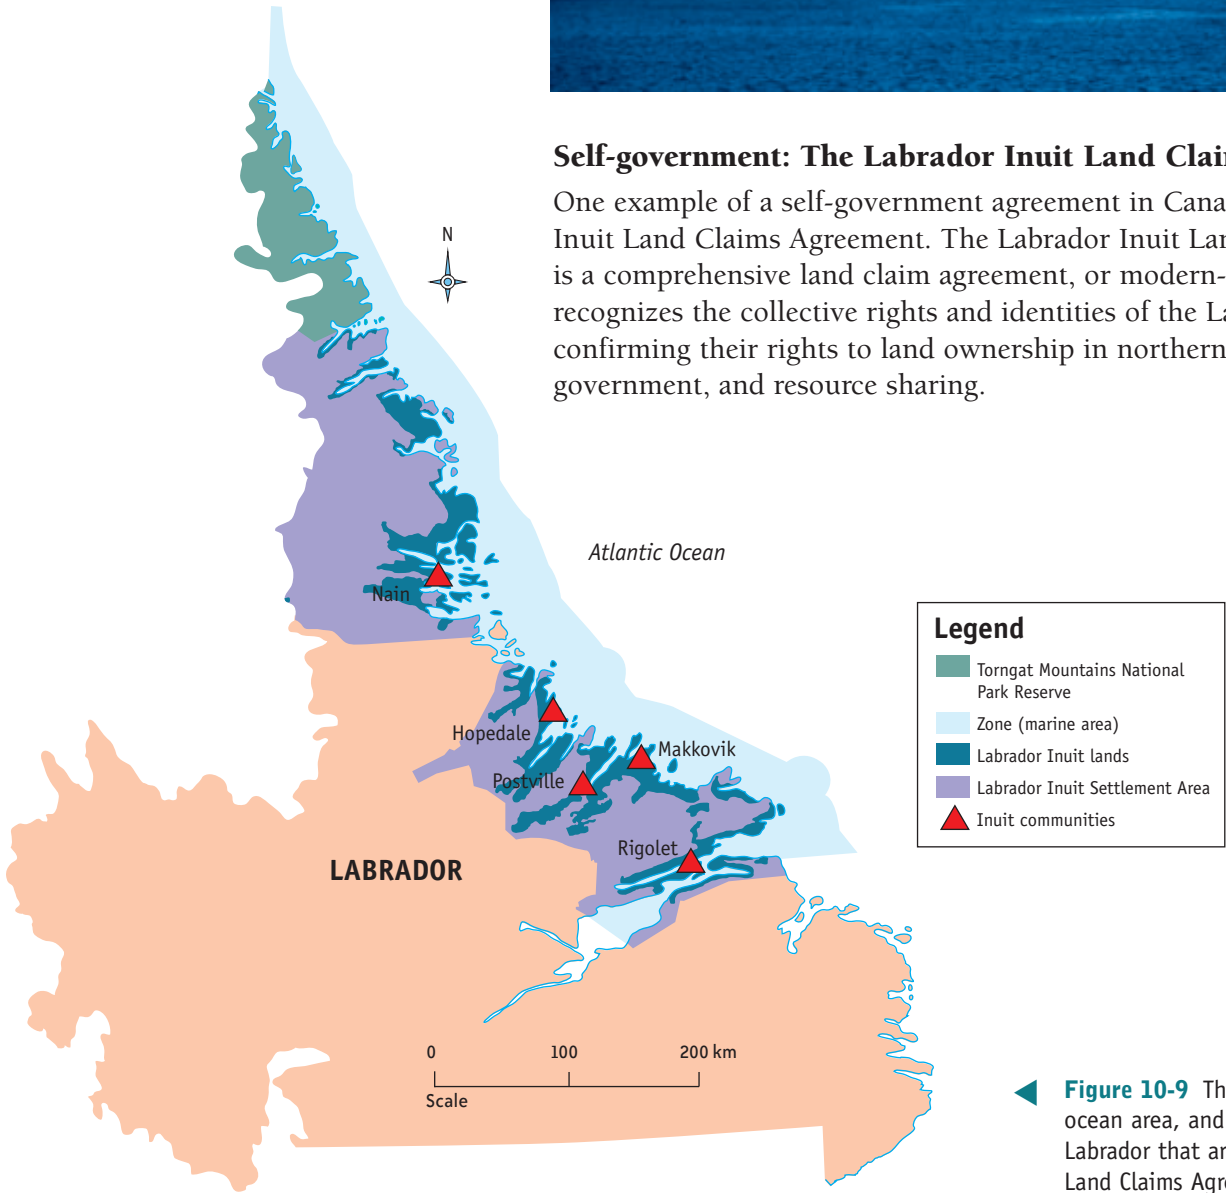 Self-government: The Labrador Inuit Land Clai
One example of a self-government agreement in Cana
Inuit Land Claims Agreement. The Labrador Inuit Lan
is a comprehensive land claim agreement, or modern-
recognizes the collective rights and identities of the La
confirming their rights to land ownership in northern
government, and resource sharing.
N
Atlantic Ocean
Nain
Hopedale
Makkovik
Postville
Rigolet
LABRADOR
Legend
Torngat Mountains National
Park Reserve
Zone (marine area)
Labrador Inuit lands
Labrador Inuit Settlement Area
Inuit communities
0 100 200 km
Scale
Figure 10-9 Th
ocean area, and
Labrador that ar
Land Claims Agre